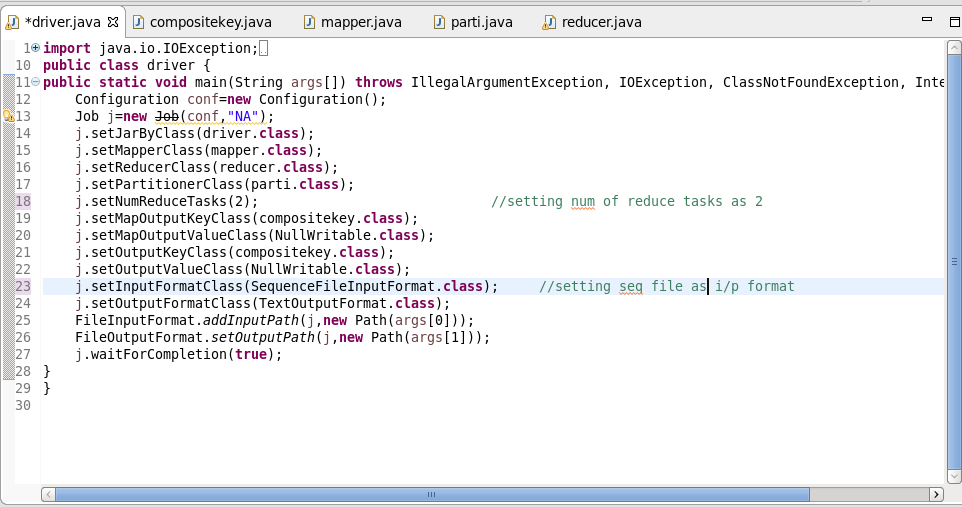 *driver.java compositekey.java mapper.java parti.java reducer.java
1 import java.io.IOException;
10 public class driver {
11 public static void main(String args[]) throws IllegalArgumentException, IOException, ClassNotFoundException, Inte
12 Configuration conf=new Configuration();
13 Job j=new Job(conf,"NA");
14 j.setJarByClass(driver.class);
15 j.setMapperClass(mapper.class);
16 j.setReducerClass(reducer.class);
17 j.setPartitionerClass(parti.class);
18 j.setNumReduceTasks(2); //setting num of reduce tasks as 2
19 j.setMapOutputKeyClass(compositekey.class);
20 j.setMapOutputValueClass(NullWritable.class);
21 j.setOutputKeyClass(compositekey.class);
22 j.setOutputValueClass(NullWritable.class);
23 j.setInputFormatClass(SequenceFileInputFormat.class); //setting seq file as i/p format
24 j.setOutputFormatClass(TextOutputFormat.class);
25 FileInputFormat.addInputPath(j,new Path(args[0]));
26 FileOutputFormat.setOutputPath(j,new Path(args[1]));
27 j.waitForCompletion(true);
28 }
29 }
30